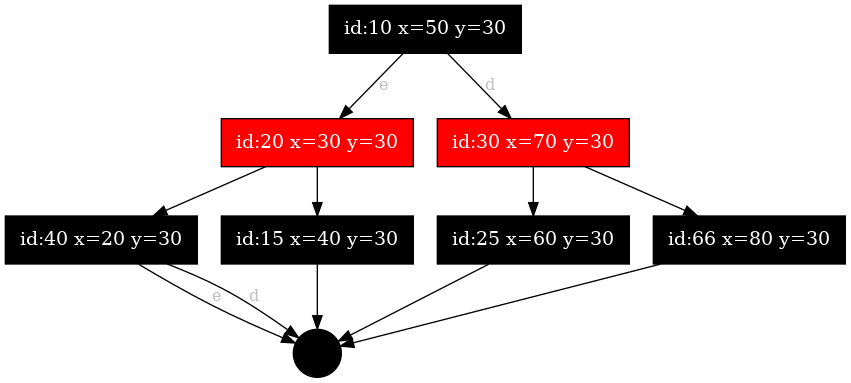 id:10 x=50 y=30
e
d
id:20 x=30 y=30
id:30 x=70 y=30
id:40 x=20 y=30
id:15 x=40 y=30
id:25 x=60 y=30
id:66 x=80 y=30
e
d